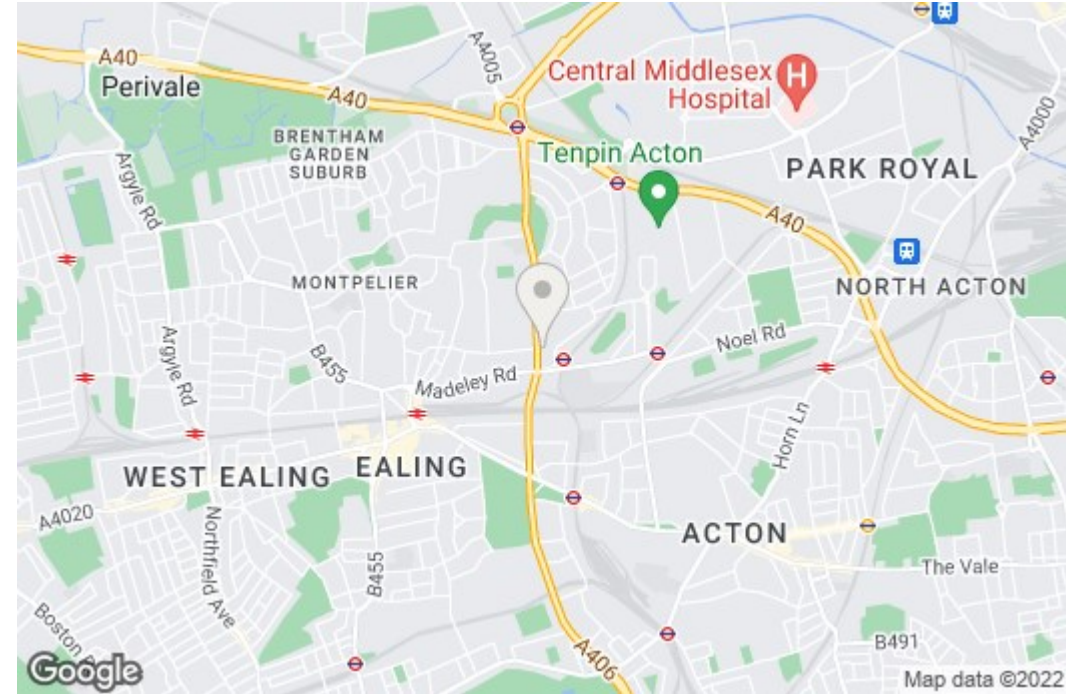 A40
Perivale
A4005
A40
Central Middlesex
Hospital
H
A4000
BRENTHAM
GARDEN
SUBURB
Tenpin Acton
PARK ROYAL
Argyle Rd
A40
MONTPELIER
NORTH ACTON
Argyle Rd
B455
Noel Rd
Madeley Rd
Horn Ln
WEST EALING
EALING
A4020
Northfield Ave
B455
ACTON
The Vale
Boston
A406
B491
Google
Map data ©2022